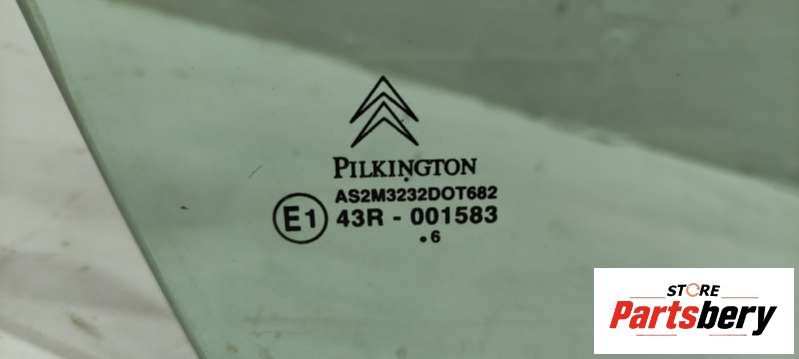 PILKINGTON
AS2M3232DOT682
E1 43R - 001583
.6
STORE
Partsbery